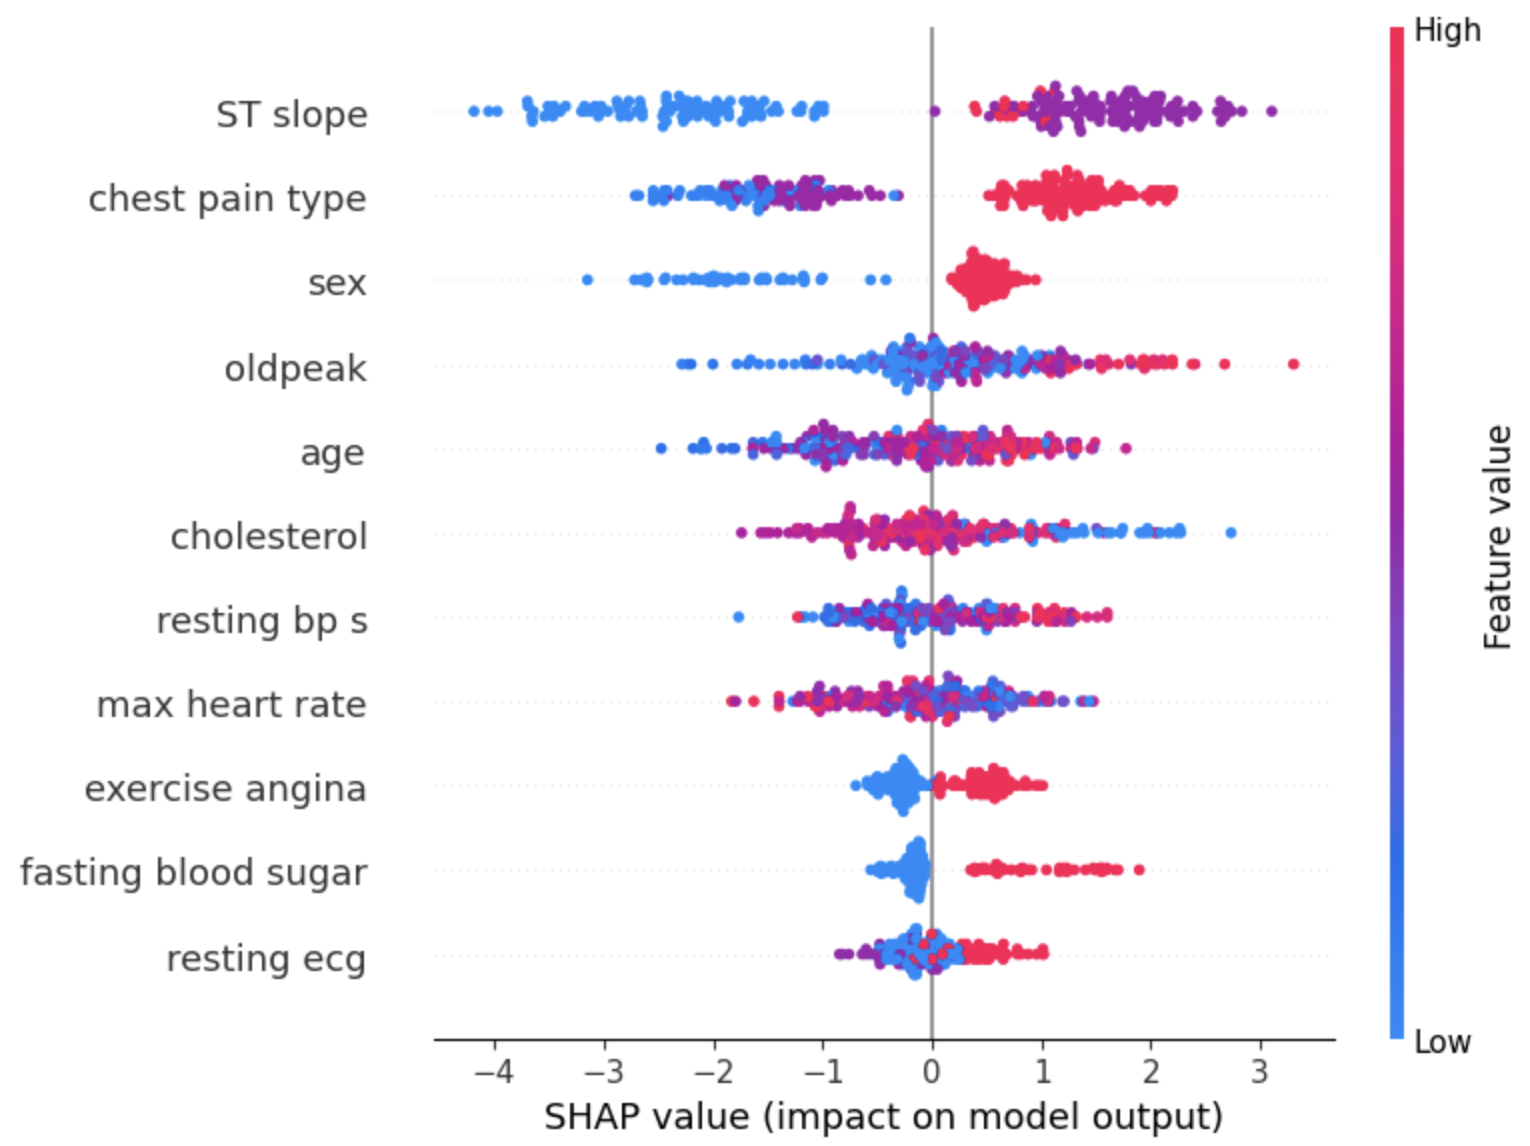 High
ST slope
chest pain type
sex
oldpeak
age
cholesterol
resting bp s
max heart rate
exercise angina
fasting blood sugar
resting ecg
Feature value
Low
−4 −3 −2 −1 0 1 2 3
SHAP value (impact on model output)